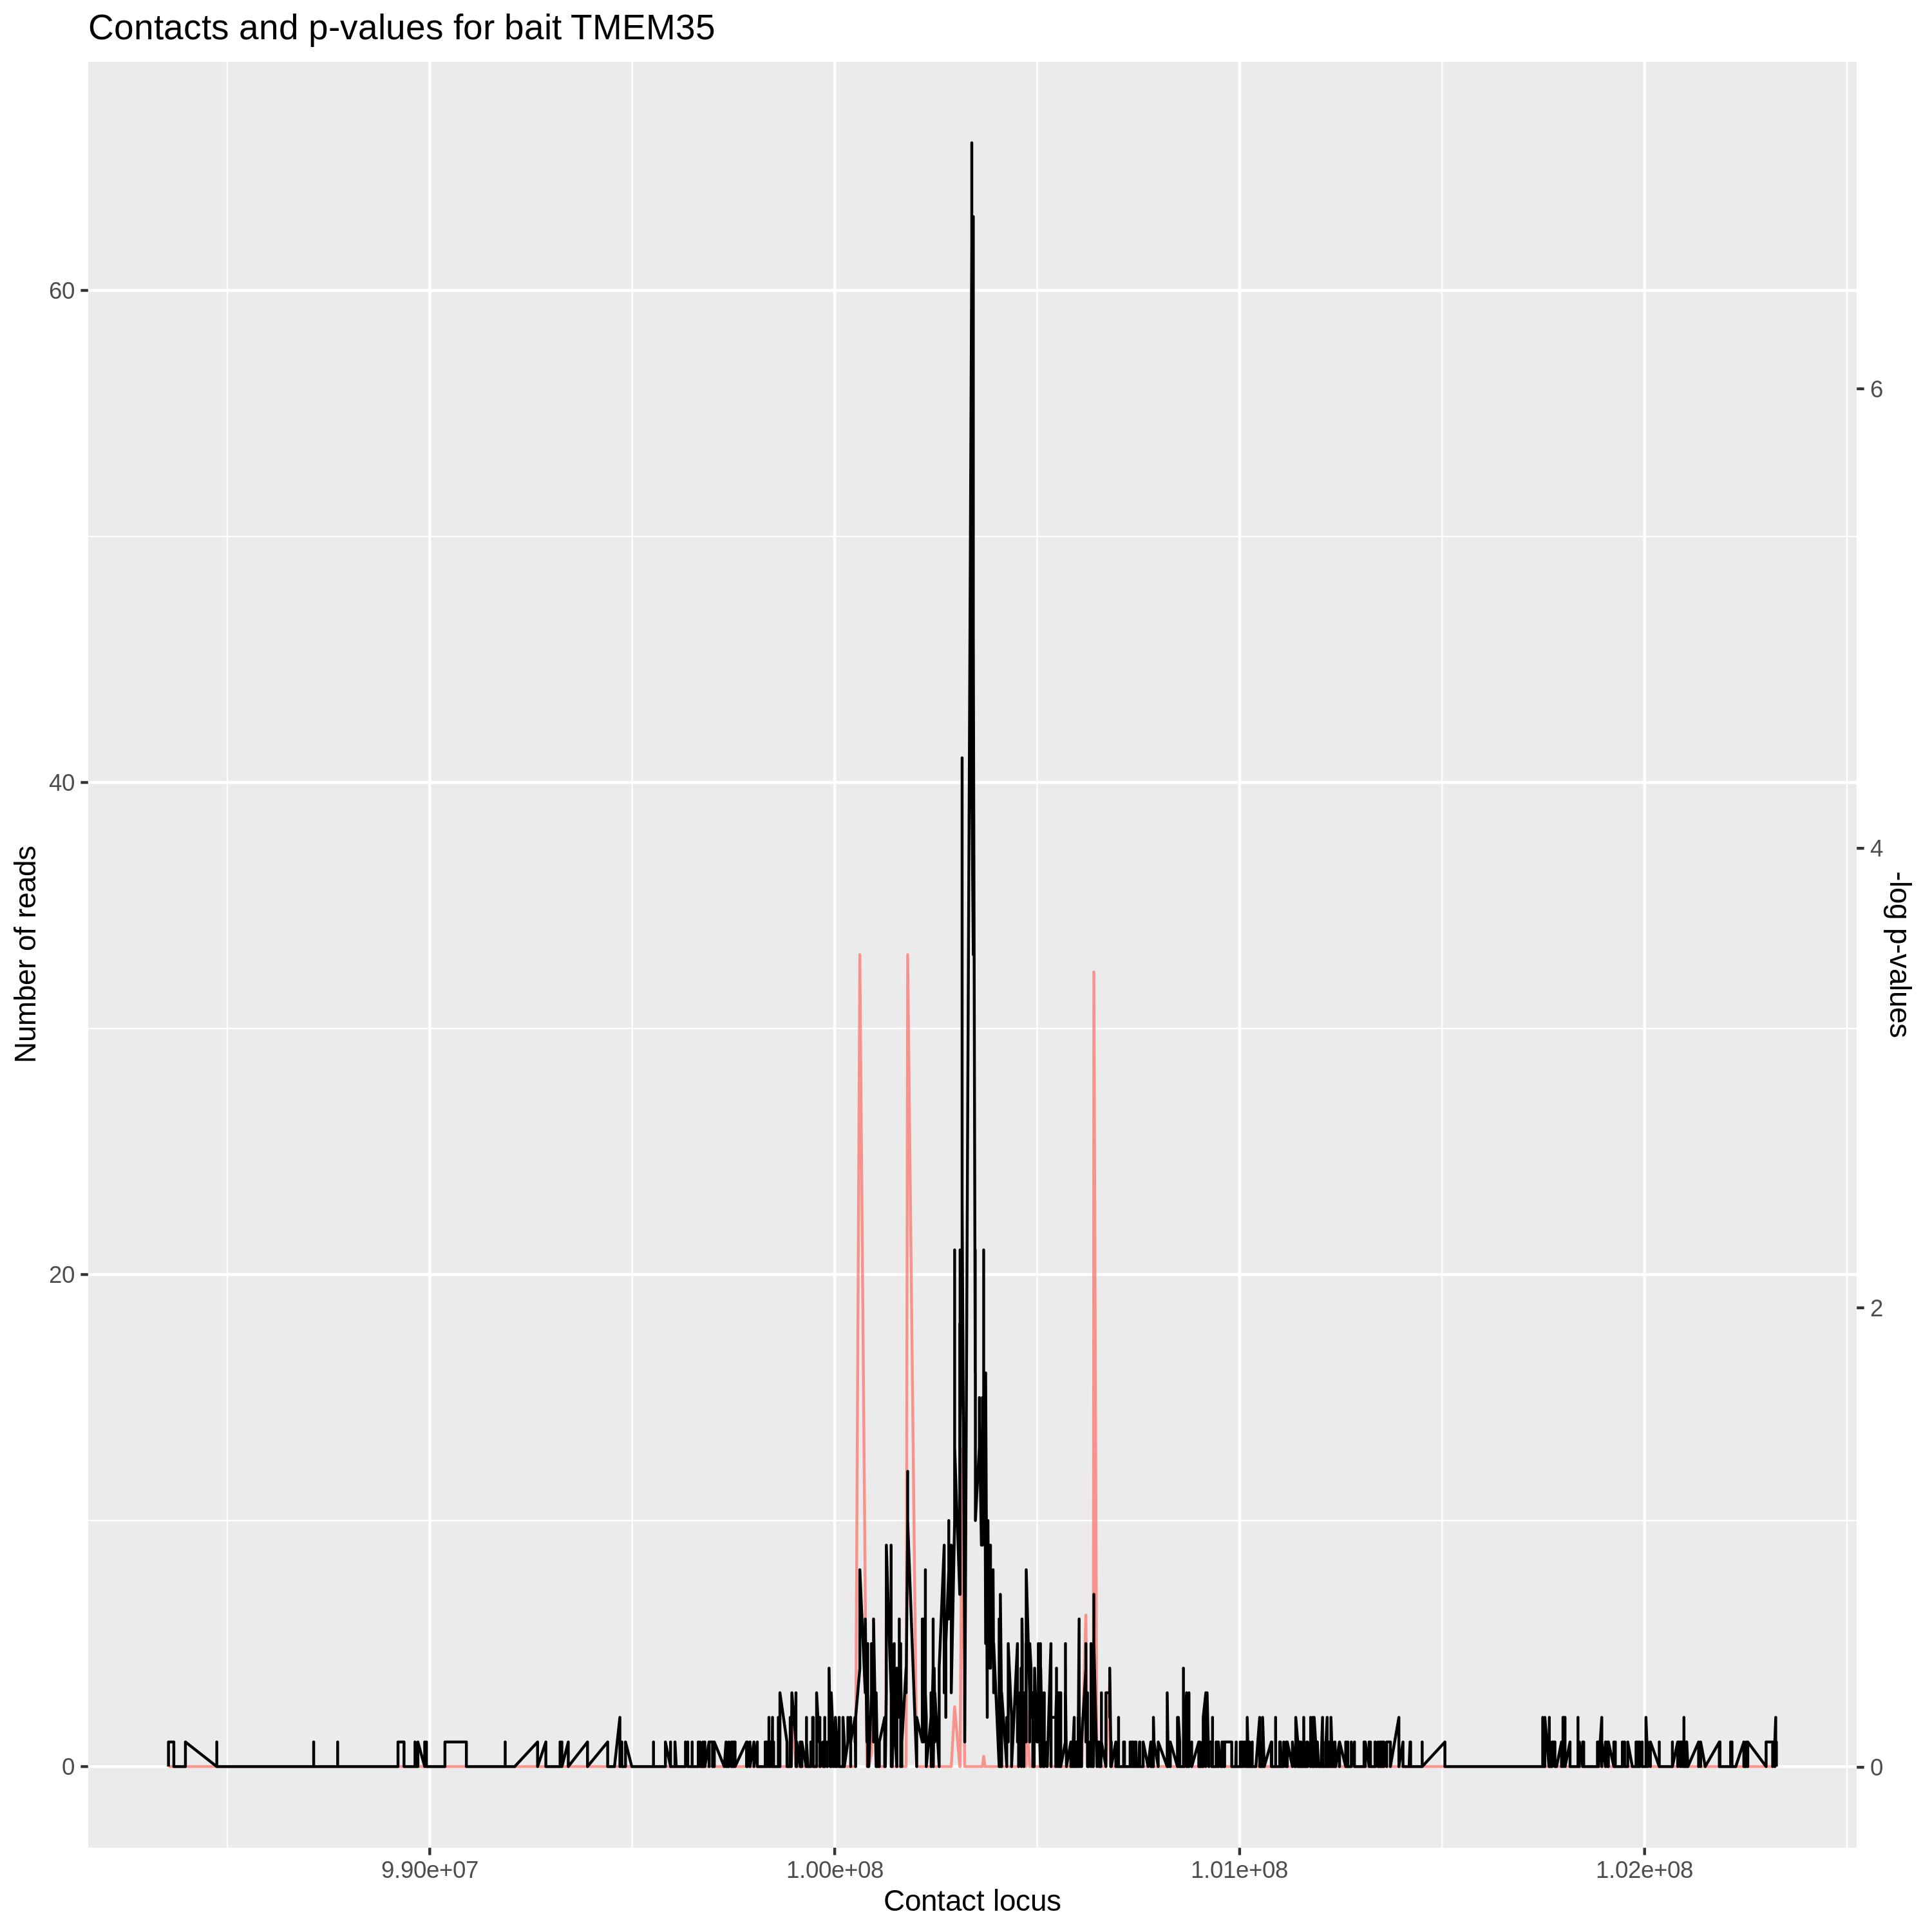 Contacts and p-values for bait TMEM35
60
40
20
0
Number of reads
6
4
2
0
-log p-values
9.90e+07
1.00e+08
1.01e+08
1.02e+08
Contact locus